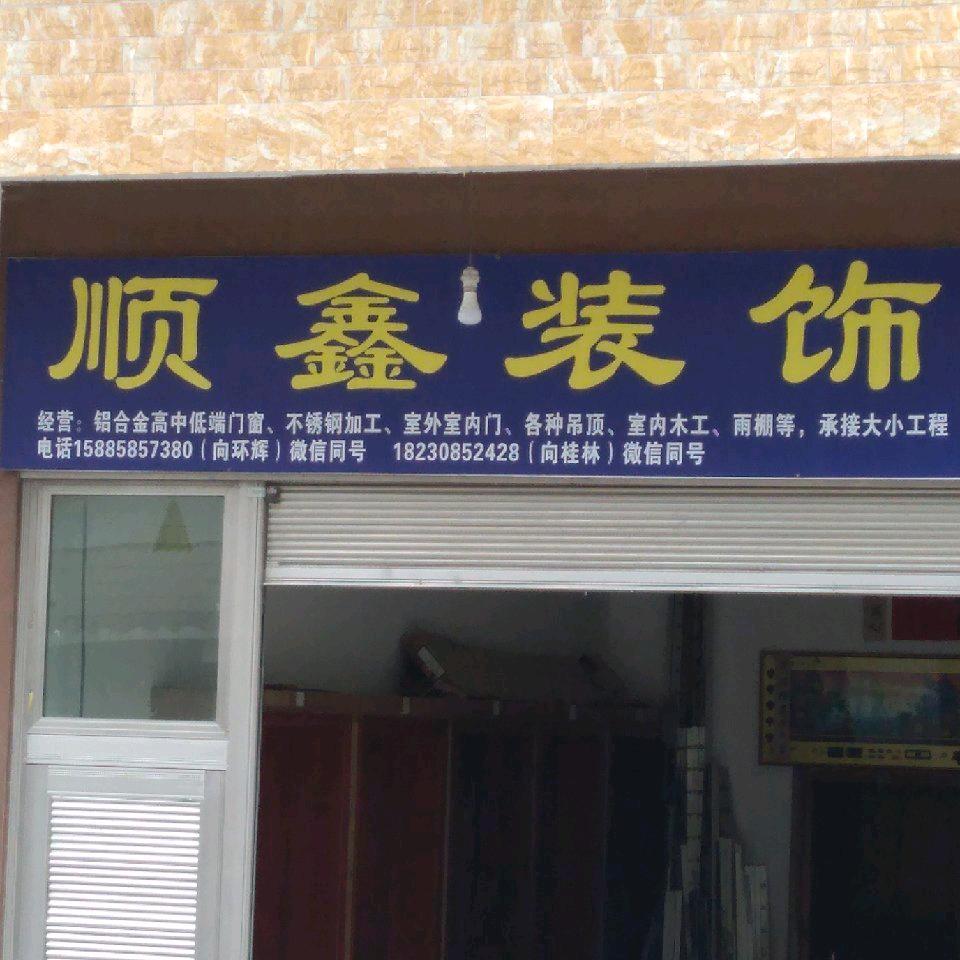 顺鑫装饰
经营：铝合金高中低端门窗、不锈钢加工、室外室内门、各种吊顶、室内木工、雨棚等，承接大小工程
电话15885857380（向环辉）微信同号 18230852428（向桂林）微信同号